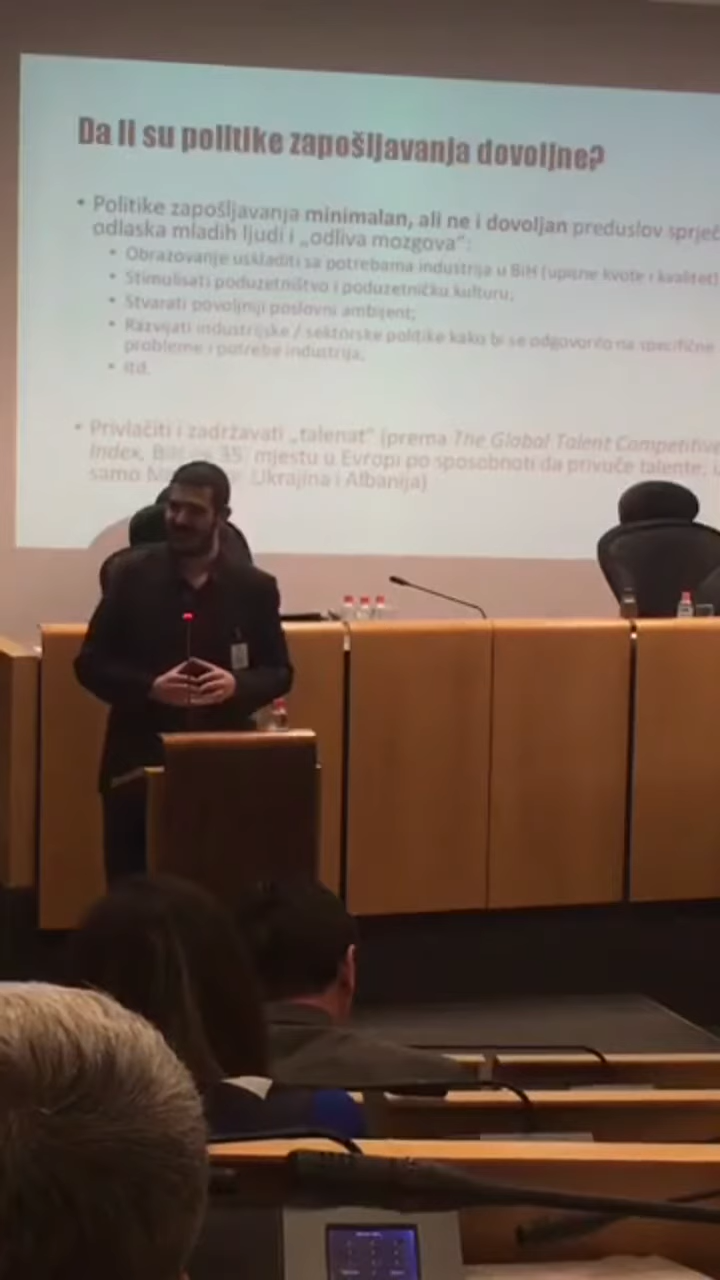 Da li su politike zapošljavanja dovoljne?
• Politike zapošljavanja minimalan, ali ne i dovoljan preduslov spreječ
odlaska mladih ljudi i „odliva mozgova“:
• Obrazovanje uskladiti sa potrebama industrija u BiH (upisne kvote i kvalitet)
• Stimulisati poduzetništvo i poduzetničku kulturu;
• Stvarati povoljniji poslovni ambijent;
• Razvijati industrijske / sektorske politike kako bi se odgovorilo na specifične
probleme i potrebe industrija;
• itd.
• Privlačiti i zadržavati „talenat“ (prema The Global Talent Competitive
Index, 35 mjestu u Evropi po sposobnoti da privuče talente, i
samo Ukrajina i Albanija)